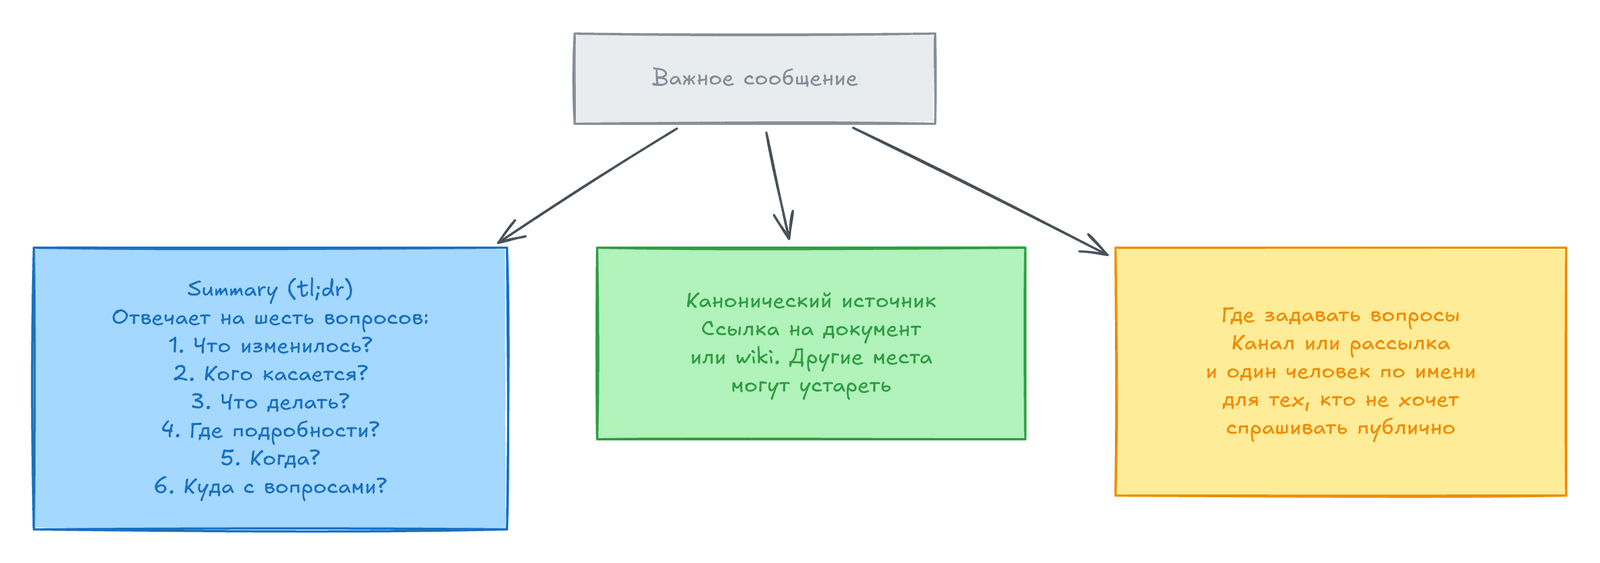 Важное сообщение
Summary (tl;dr)
Отвечает на шесть вопросов:
1. Что изменилось?
2. Кого касается?
3. Что делать?
4. Где подробности?
5. Когда?
6. Куда с вопросами?
Канонический источник
Ссылка на документ
или wiki. Другие места
могут устареть
Где задавать вопросы
Канал или рассылка
и один человек по имени
для тех, кто не хочет
спрашивать публично